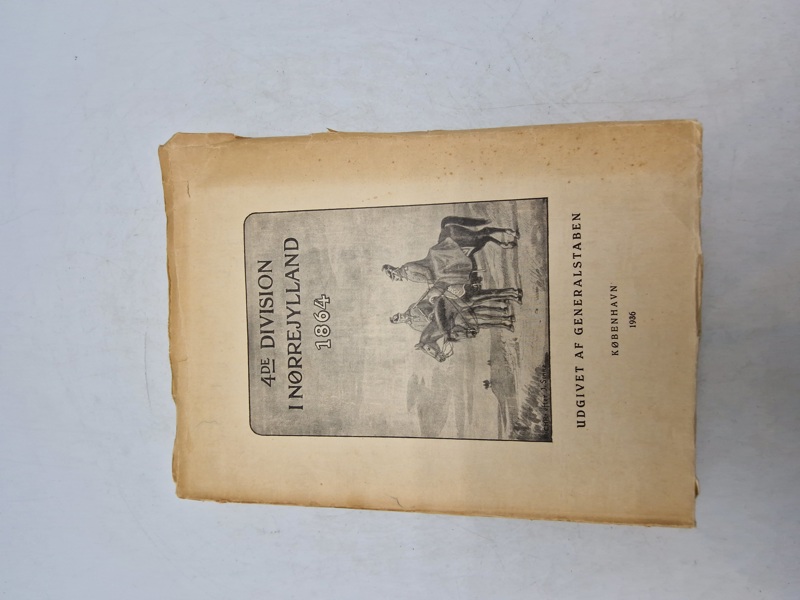 4DE DIVISION
I NØRREJYLLAND
1864
UDGIVET AF GENERALSTABEN
KØBENHAVN
1936